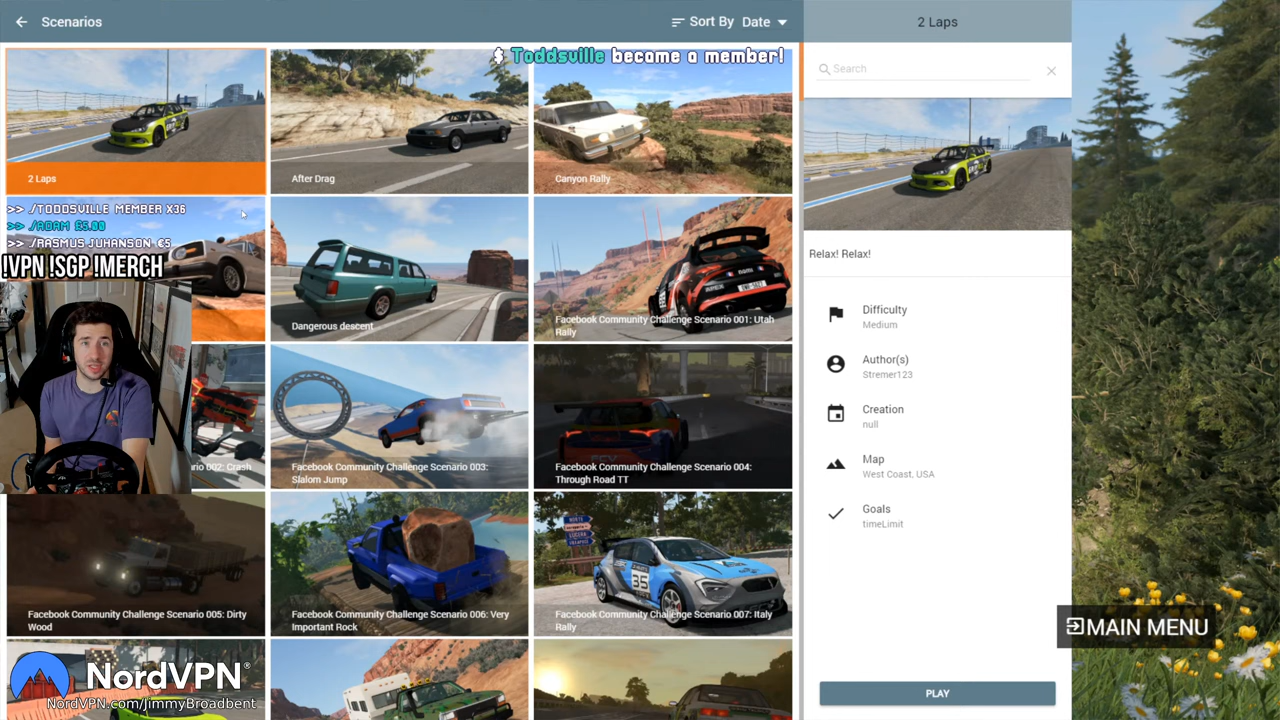 Scenarios
Sort By Date
2 Laps
$ Toddsville became a member!
Search
2 Laps
After Drag
Canyon Rally
>> ./TODDSVILLE MEMBER X36
>> ./ADAM £5.00
>> ./RASMUS JUHANSON €5
!VPN !SGP !MERCH
Dangerous descent
Facebook Community Challenge Scenario 001: Utah
Rally
Relax! Relax!
Difficulty
Medium
Author(s)
Stremer123
Creation
null
Map
West Coast, USA
Goals
timeLimit
ario 002: Crash
Facebook Community Challenge Scenario 003:
Slalom Jump
Facebook Community Challenge Scenario 004:
Through Road TT
Facebook Community Challenge Scenario 005: Dirty
Wood
Facebook Community Challenge Scenario 006: Very
Important Rock
35
Facebook Community Challenge Scenario 007: Italy
Rally
MAIN MENU
NordVPN®
NordVPN.com/JimmyBroadbent
PLAY